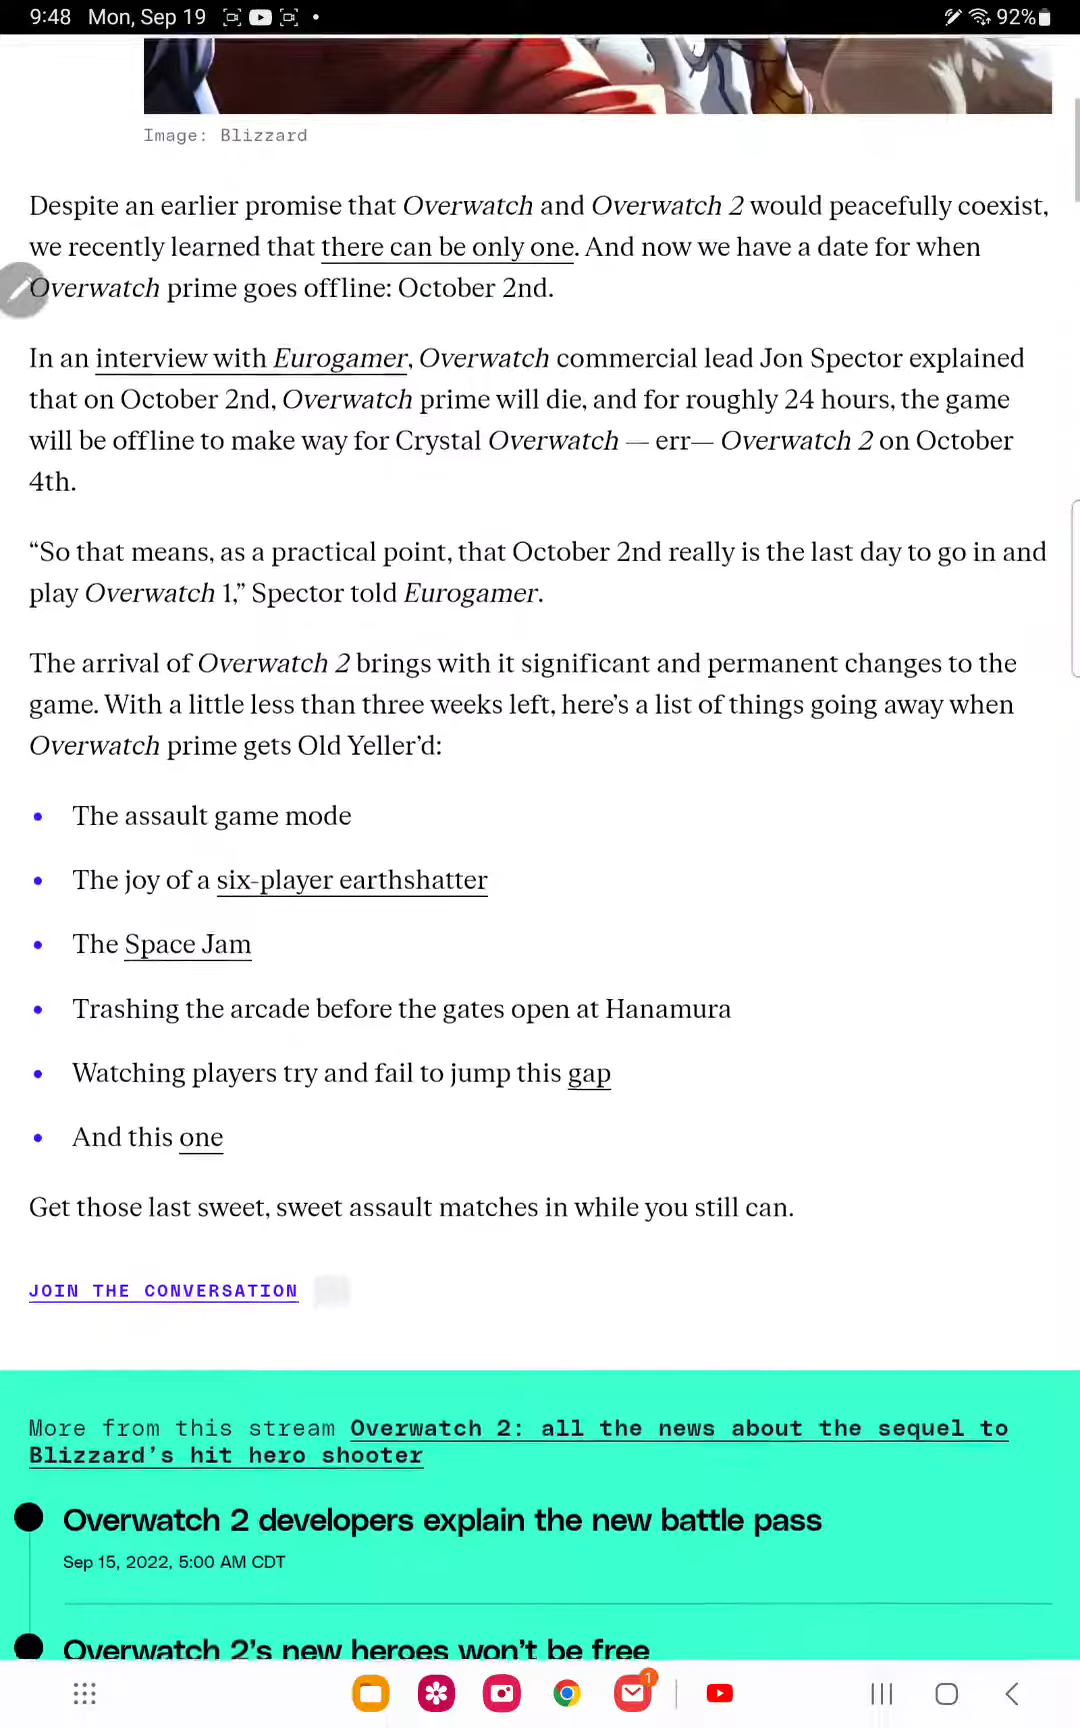 9:48 Mon, Sep 19 92%
Image: Blizzard
Despite an earlier promise that Overwatch and Overwatch 2 would peacefully coexist,
we recently learned that there can be only one. And now we have a date for when
Overwatch prime goes offline: October 2nd.
In an interview with Eurogamer, Overwatch commercial lead Jon Spector explained
that on October 2nd, Overwatch prime will die, and for roughly 24 hours, the game
will be offline to make way for Crystal Overwatch — err— Overwatch 2 on October
4th.
“So that means, as a practical point, that October 2nd really is the last day to go in and
play Overwatch 1,” Spector told Eurogamer.
The arrival of Overwatch 2 brings with it significant and permanent changes to the
game. With a little less than three weeks left, here’s a list of things going away when
Overwatch prime gets Old Yeller’d:
• The assault game mode
• The joy of a six-player earthshatter
• The Space Jam
• Trashing the arcade before the gates open at Hanamura
• Watching players try and fail to jump this gap
• And this one
Get those last sweet, sweet assault matches in while you still can.
JOIN THE CONVERSATION
More from this stream Overwatch 2: all the news about the sequel to
Blizzard’s hit hero shooter
Overwatch 2 developers explain the new battle pass
Sep 15, 2022, 5:00 AM CDT
Overwatch 2’s new heroes won’t be free
1